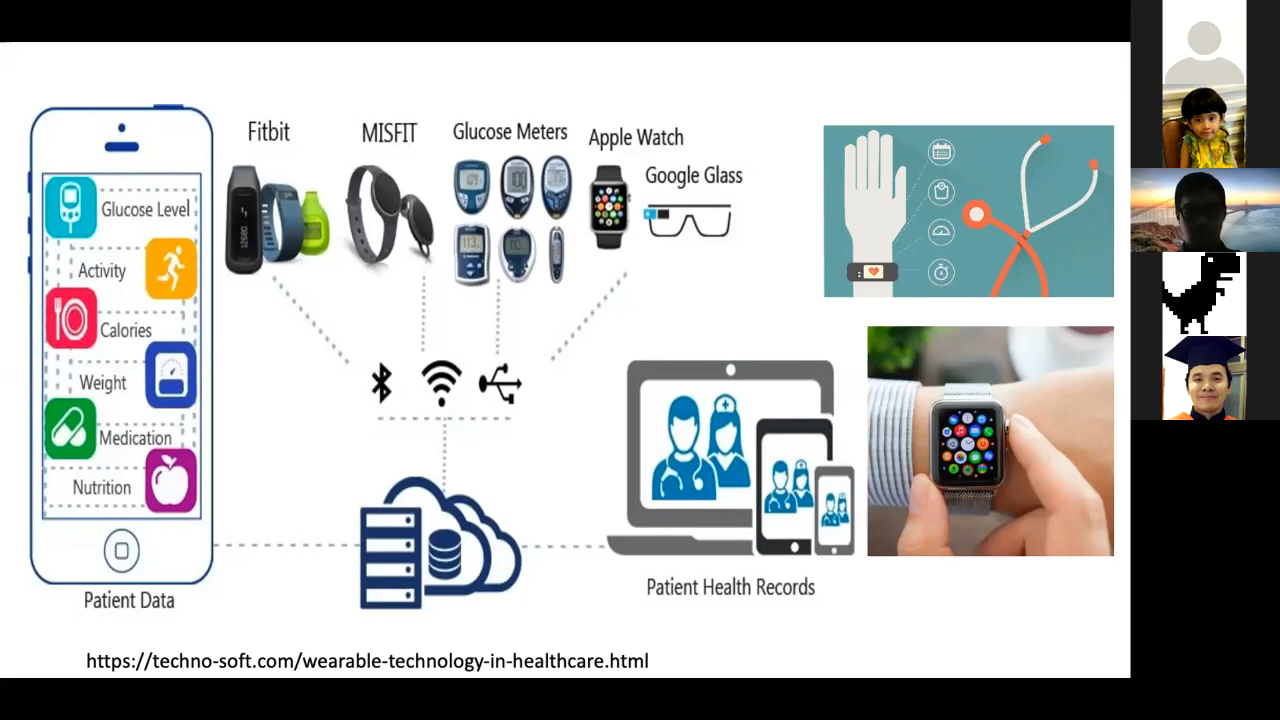 Fitbit
MISFIT
Glucose Meters
Apple Watch
Google Glass
Glucose Level
Activity
Calories
Weight
Medication
Nutrition
Patient Data
Patient Health Records
https://techno-soft.com/wearable-technology-in-healthcare.html